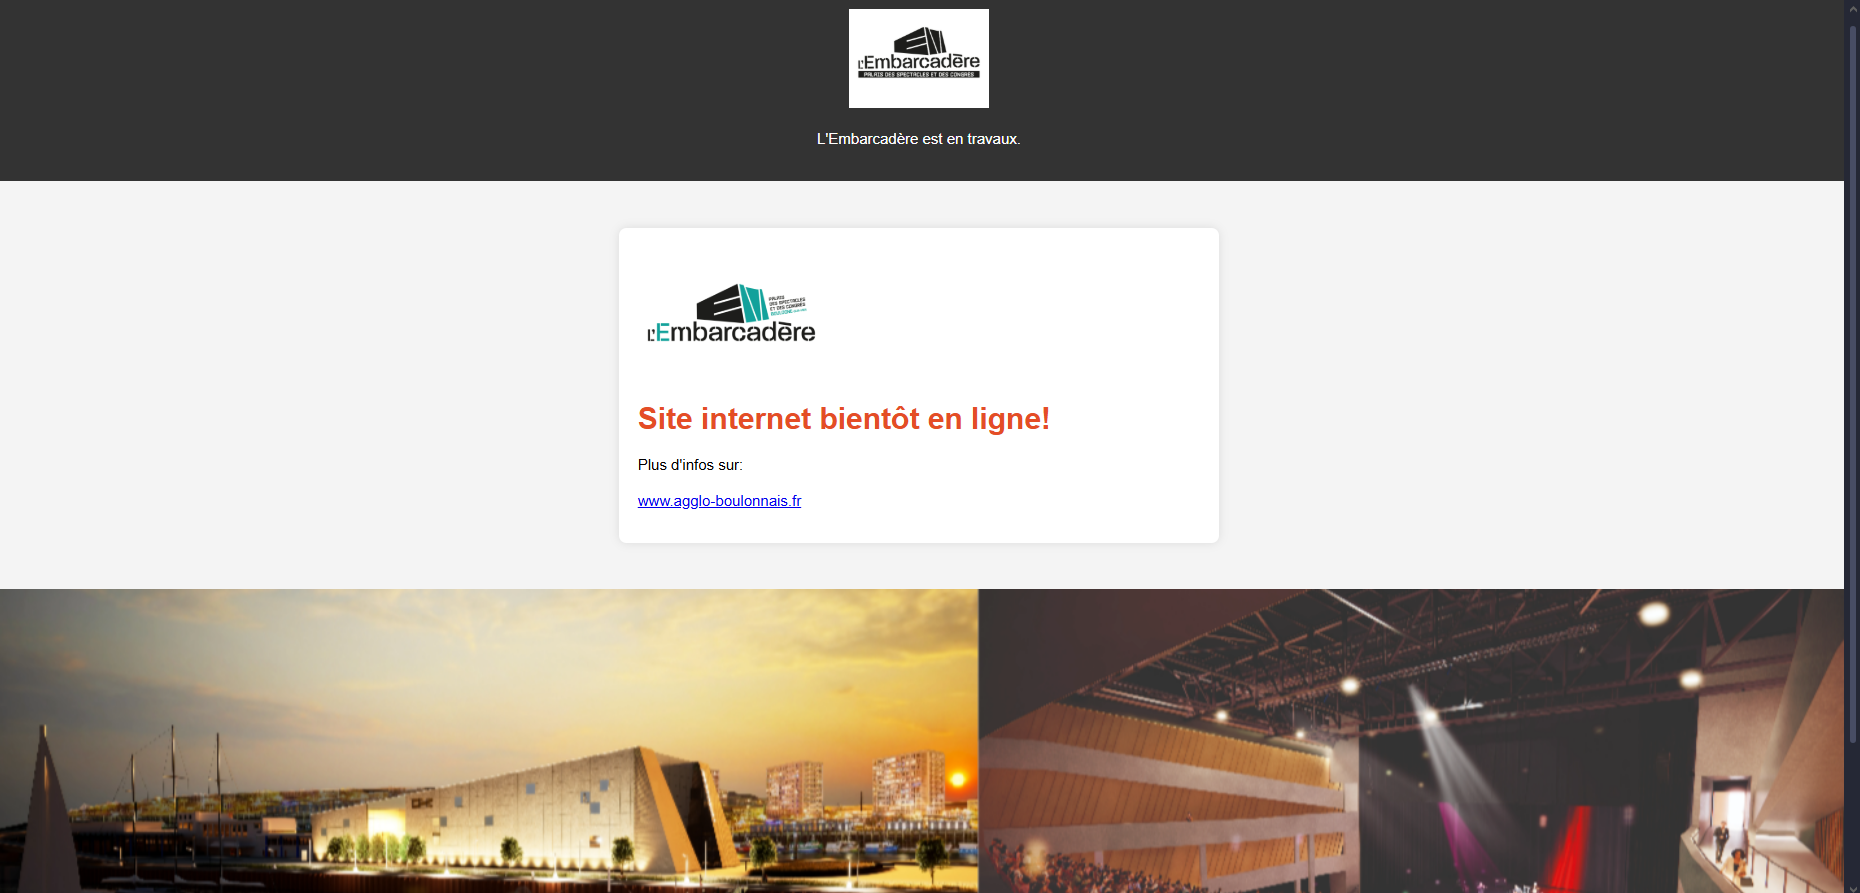 L'Embarcadère
PALAIS DES SPECTACLES ET DES CONGRÈS
L'Embarcadère est en travaux.
PALAIS
DES SPECTACLES
ET DES CONGRÈS
L'Embarcadère
Site internet bientôt en ligne!
Plus d'infos sur:
www.agglo-boulonnais.fr